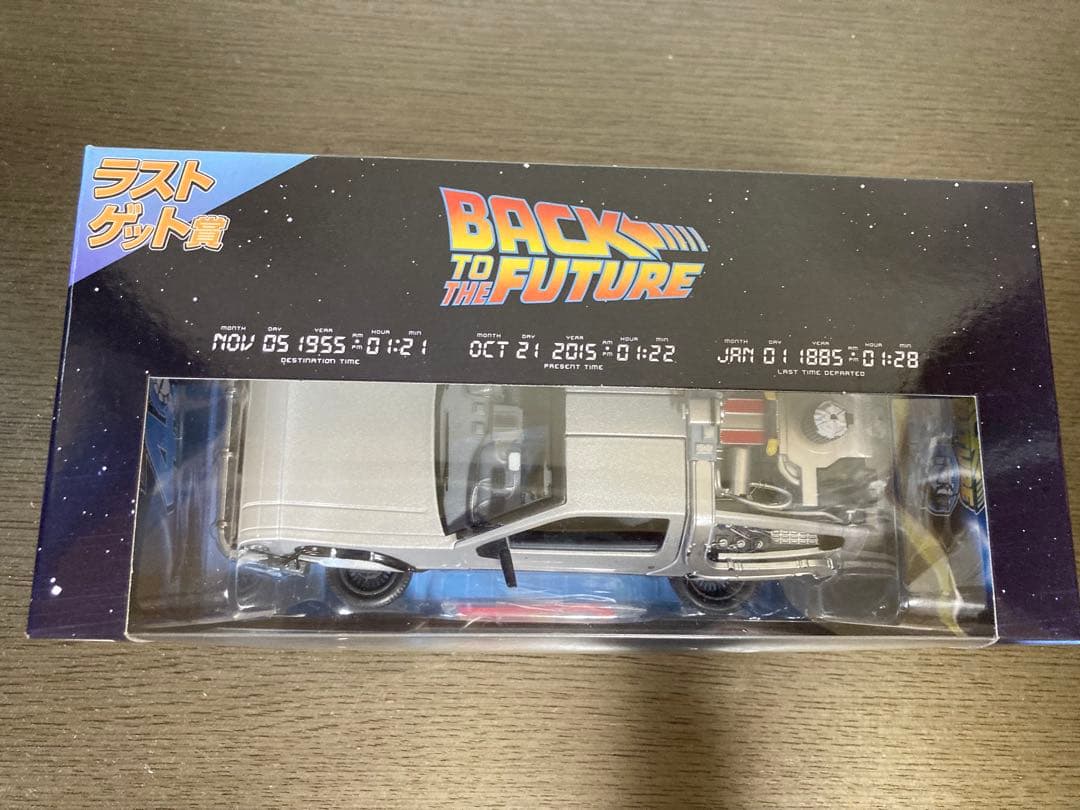 ラスト
ゲット賞
BACK
TO
THE FUTURE
MONTH DAY YEAR AM PM HOUR MIN
NOV 05 1955 01:21
DESTINATION TIME
MONTH DAY YEAR AM PM HOUR MIN
OCT 21 2015 01:22
PRESENT TIME
MONTH DAY YEAR AM PM HOUR MIN
JAN 01 1885 01:28
LAST TIME DEPARTED